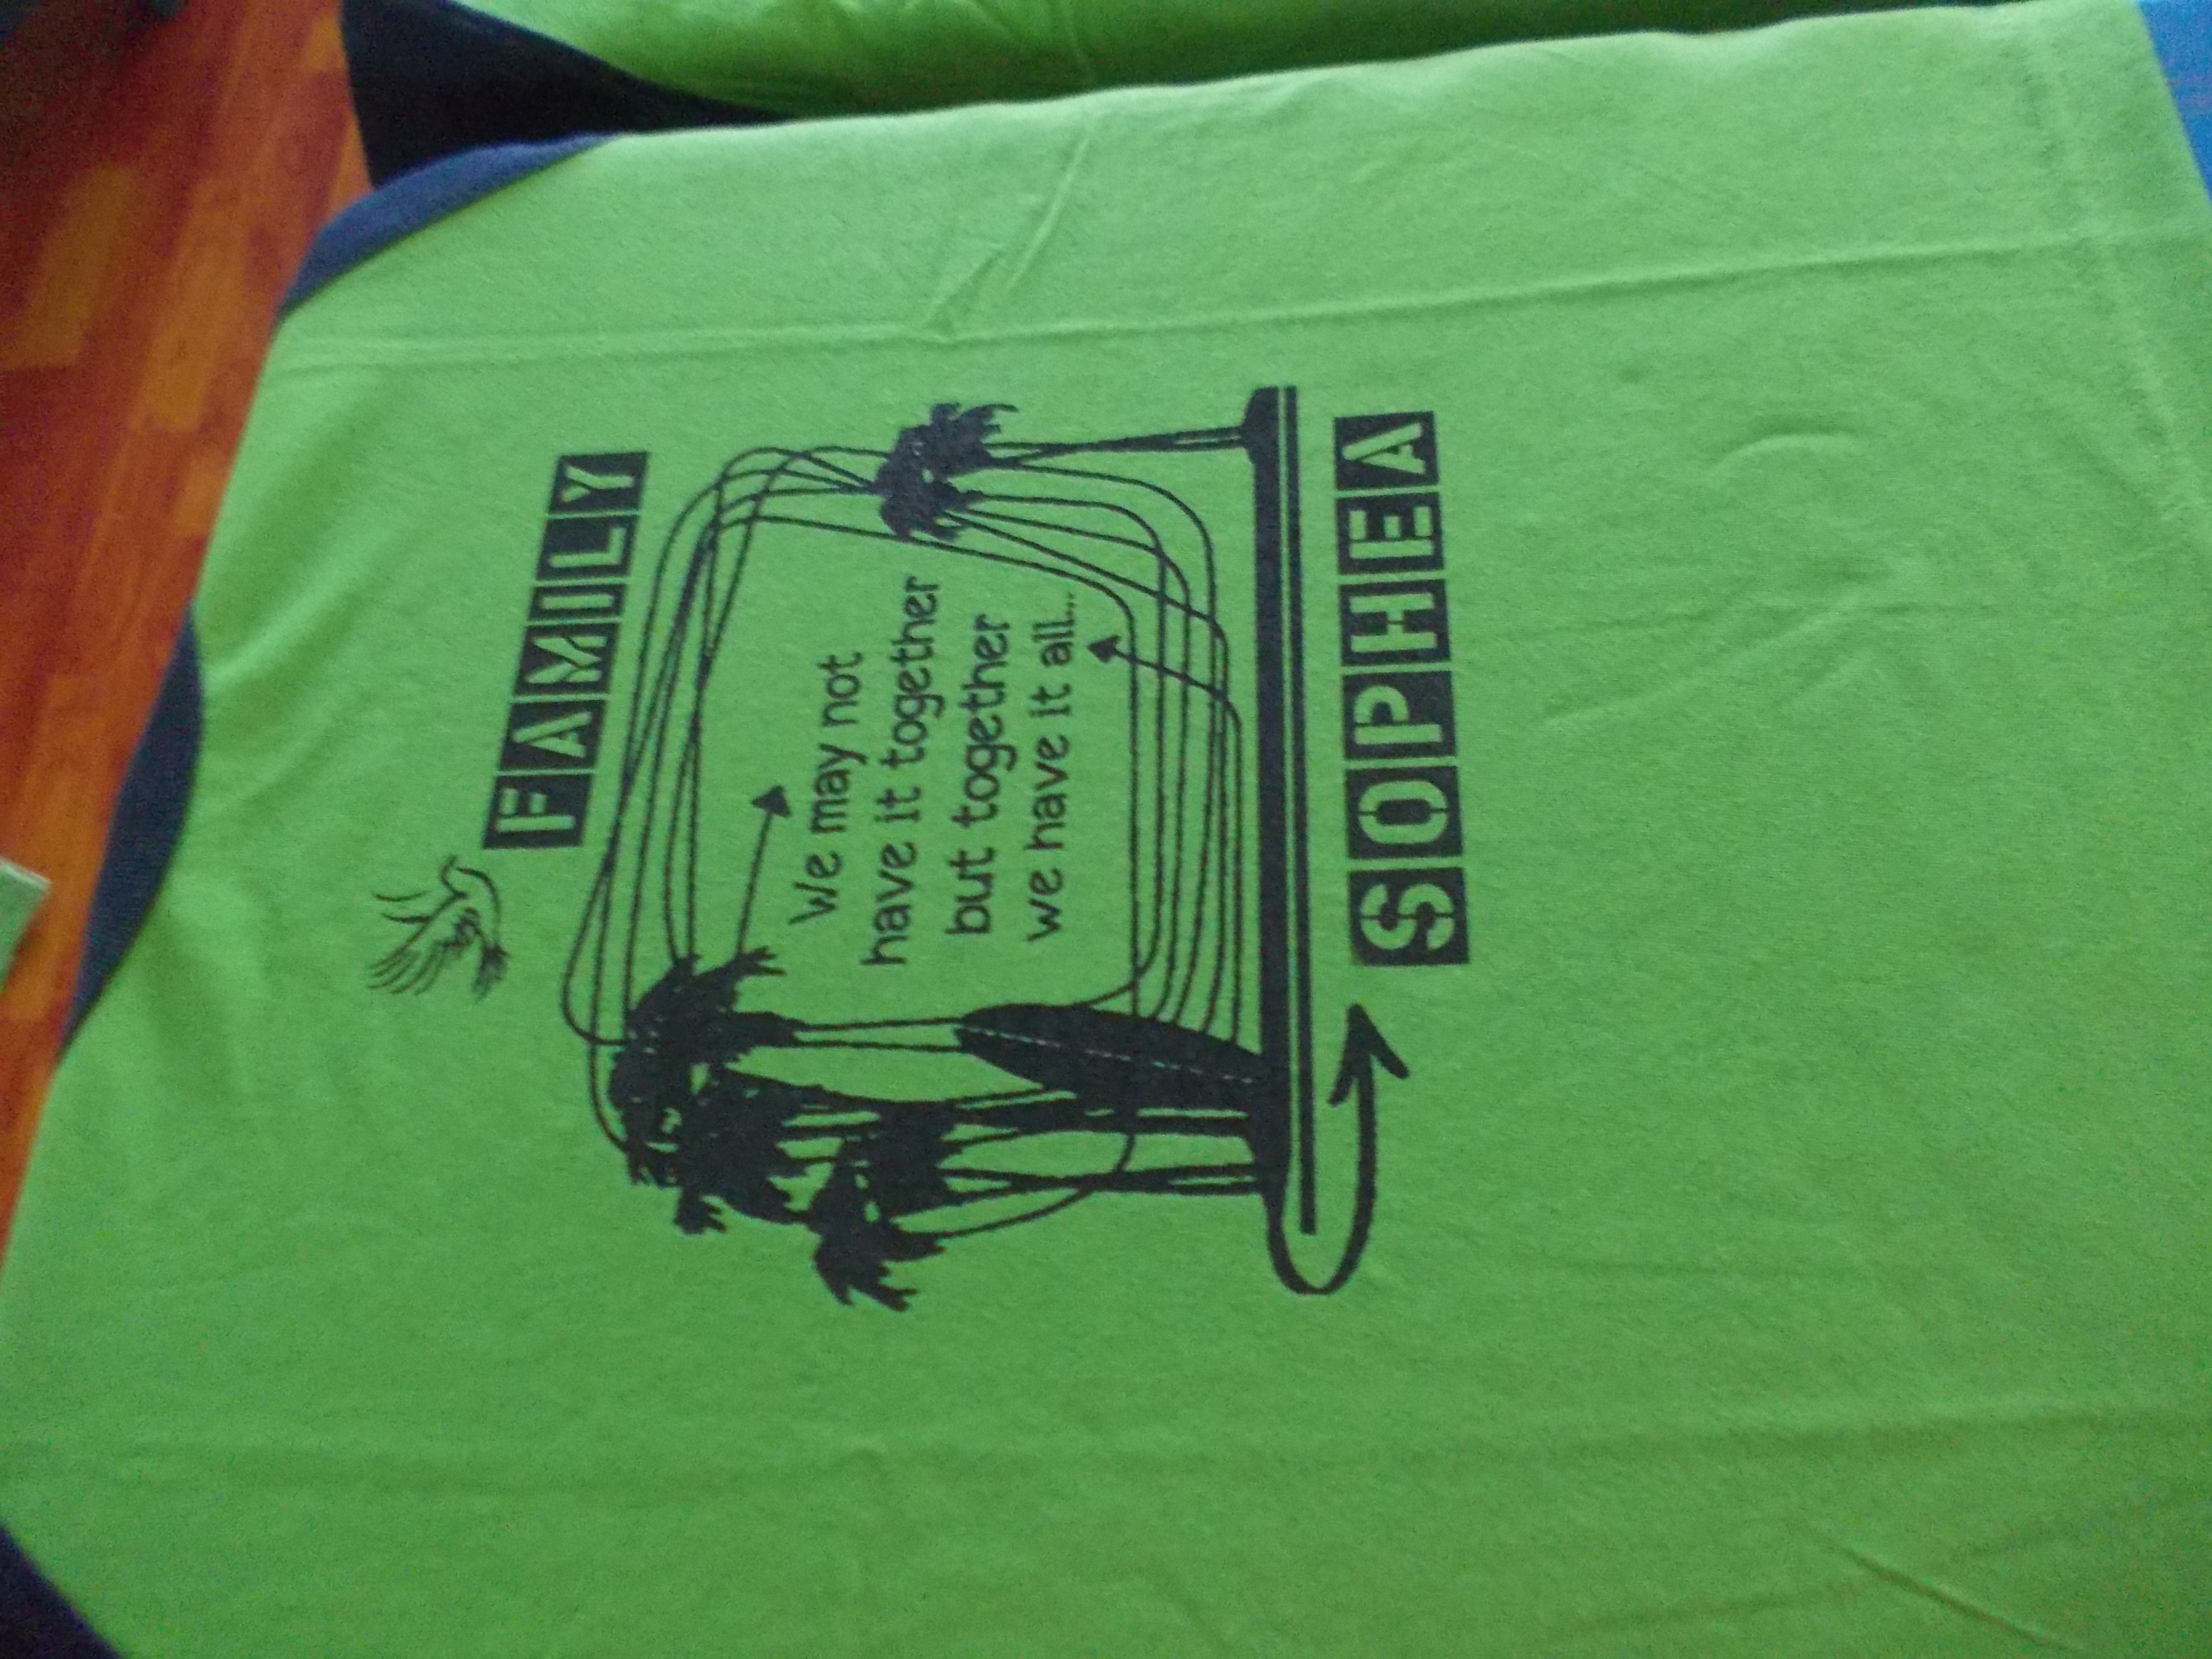 FAMILY
We may not
have it together
but together
we have it all...
SOPHEA